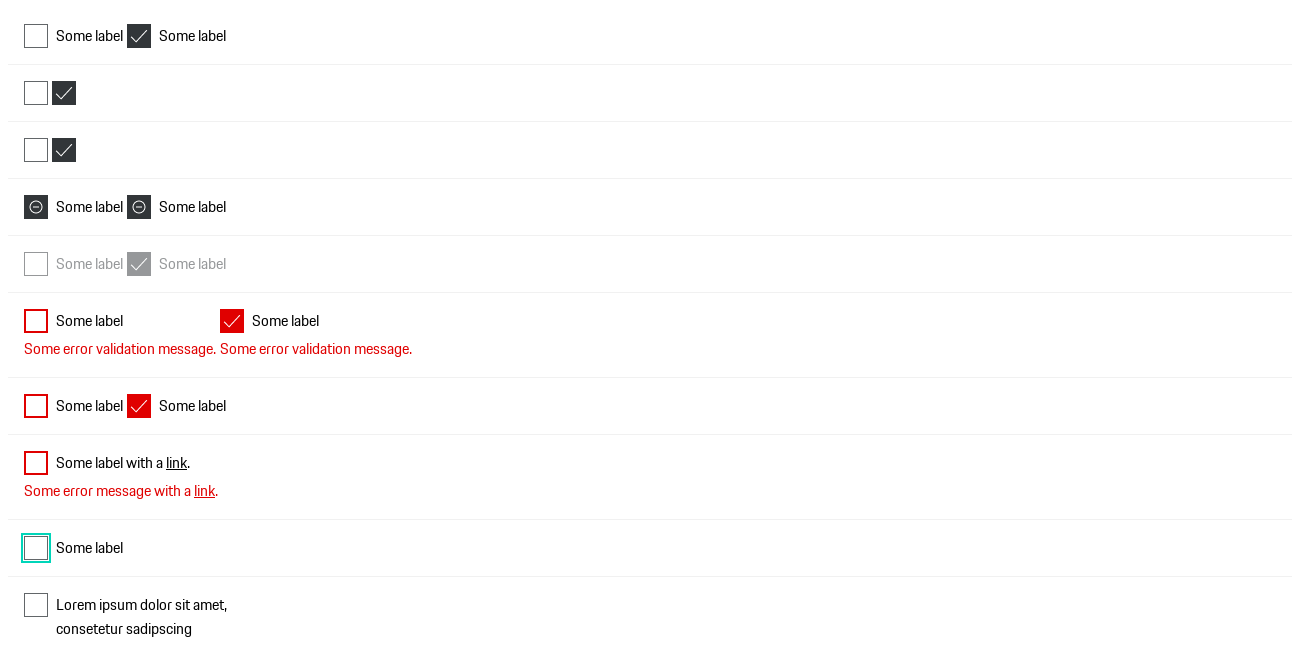 Some label Some label
Some label Some label
Some label Some label
Some label Some label
Some error validation message. Some error validation message.
Some label Some label
Some label with a link.
Some error message with a link.
Some label
Lorem ipsum dolor sit amet,
consetetur sadipscing